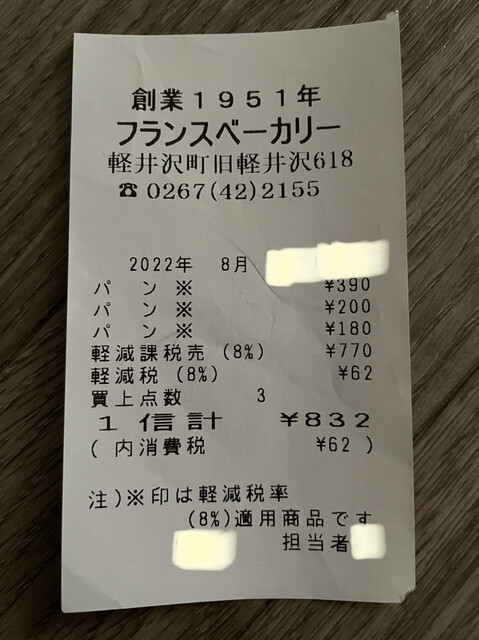 創業1951年
フランスベーカリー
軽井沢町旧軽井沢618
☎0267(42)2155
2022年 8月
パ ン※ ¥390
パ ン※ ¥200
パ ン※ ¥180
軽減課税売 (8%) ¥770
軽減税 (8%) ¥62
買上点数 3
1信計 ¥832
( 内消費税 ¥62 )
注)※印は軽減税率
(8%)適用商品です
担当者